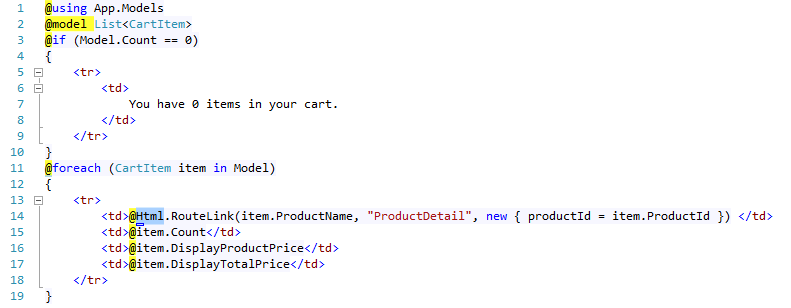 1 @using App.Models
2 @model List<CartItem>
3 @if (Model.Count == 0)
4 {
5 <tr>
6 <td>
7 You have 0 items in your cart.
8 </td>
9 </tr>
10 }
11 @foreach (CartItem item in Model)
12 {
13 <tr>
14 <td>@Html.RouteLink(item.ProductName, "ProductDetail", new { productId = item.ProductId }) </td>
15 <td>@item.Count</td>
16 <td>@item.DisplayProductPrice</td>
17 <td>@item.DisplayTotalPrice</td>
18 </tr>
19 }